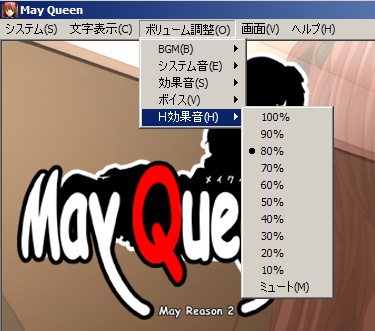 May Queen
システム(S) 文字表示(C) ボリューム調整(O) 画面(V) ヘルプ(H)
BGM(B)
システム音(E)
効果音(S)
ボイス(V)
H効果音(H)
100%
90%
80%
70%
60%
50%
40%
30%
20%
10%
ミュート(M)
メイク
May Que
May Reason 2